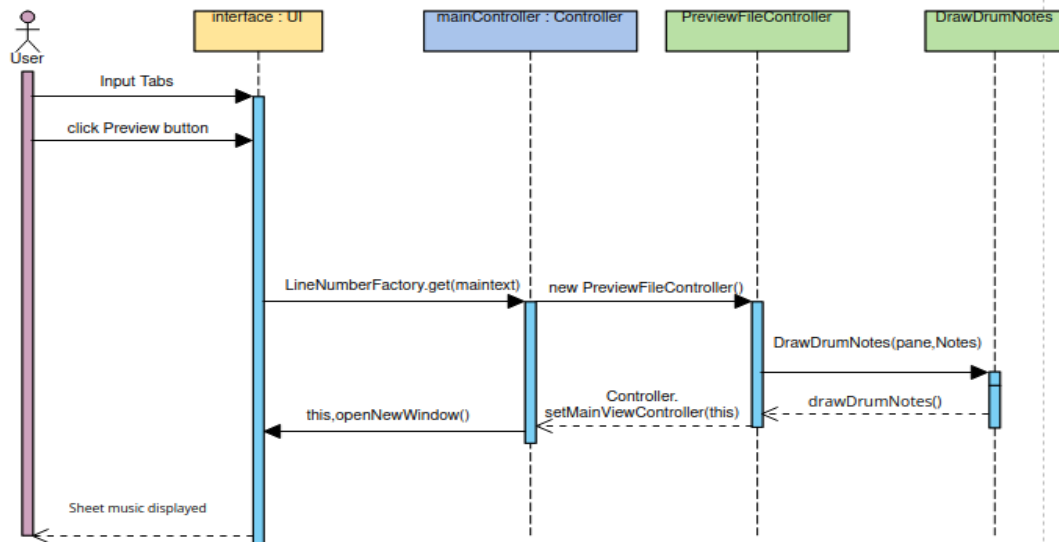 interface : UI
mainController : Controller
PreviewFileController
DrawDrumNotes
User
Input Tabs
click Preview button
LineNumberFactory.get(maintext)
new PreviewFileController()
DrawDrumNotes(pane,Notes)
Controller.
setMainViewController(this)
drawDrumNotes()
this,openNewWindow()
Sheet music displayed